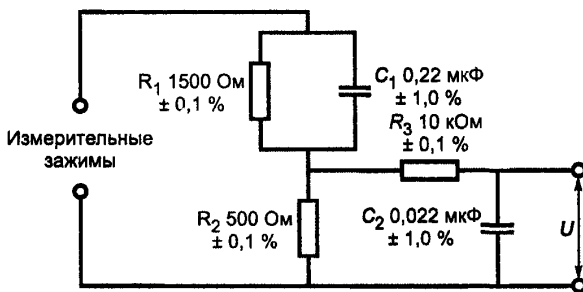 R₁ 1500 Ом
± 0,1 %
C₁ 0,22 мкФ
± 1,0 %
Измерительные
зажимы
R₃ 10 кОм
± 0,1 %
R₂ 500 Ом
± 0,1 %
C₂ 0,022 мкФ
± 1,0 %
U